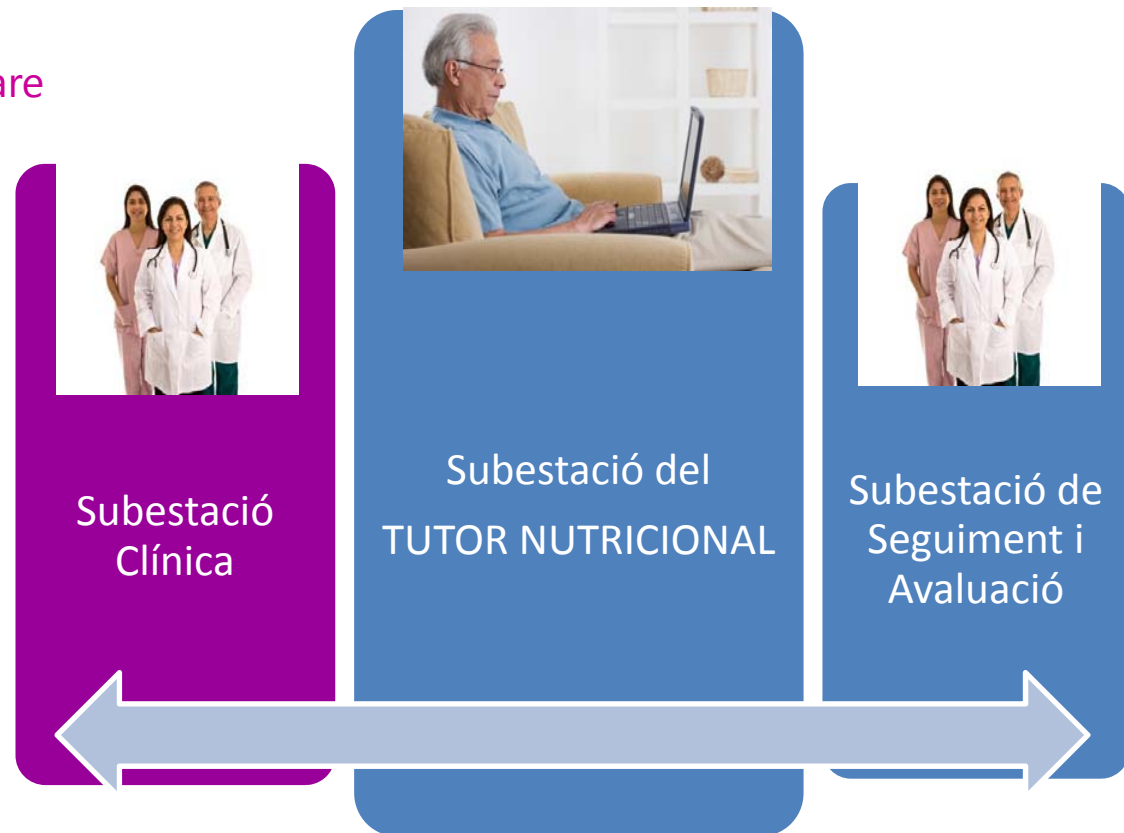 are
Subestació
Clínica
Subestació del
TUTOR NUTRICIONAL
Subestació de
Seguiment i
Avaluació